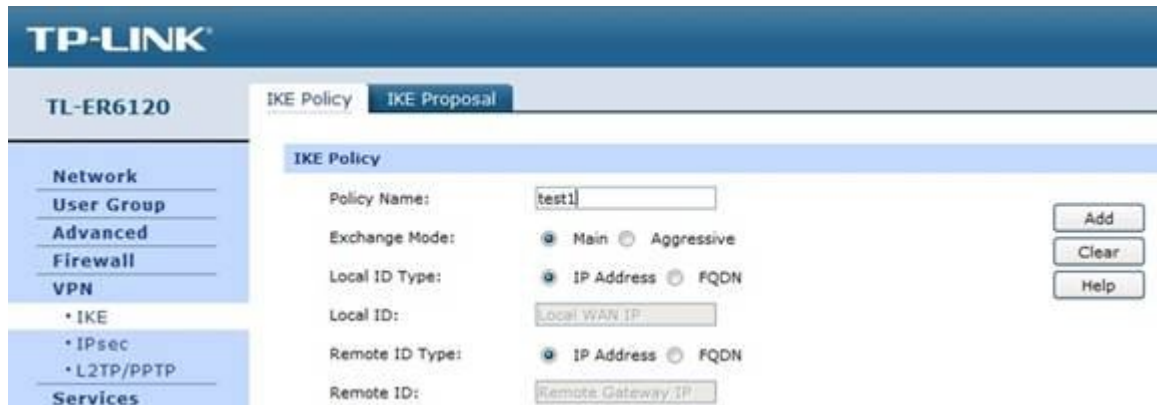 TP-LINK
TL-ER6120
IKE Policy IKE Proposal
IKE Policy
Network
User Group
Advanced
Firewall
VPN
• IKE
• IPsec
• L2TP/PPTP
Services
Policy Name: test1
Exchange Mode: Main Aggressive
Local ID Type: IP Address FQDN
Local ID: Local WAN IP
Remote ID Type: IP Address FQDN
Remote ID: Remote Gateway IP
Add
Clear
Help